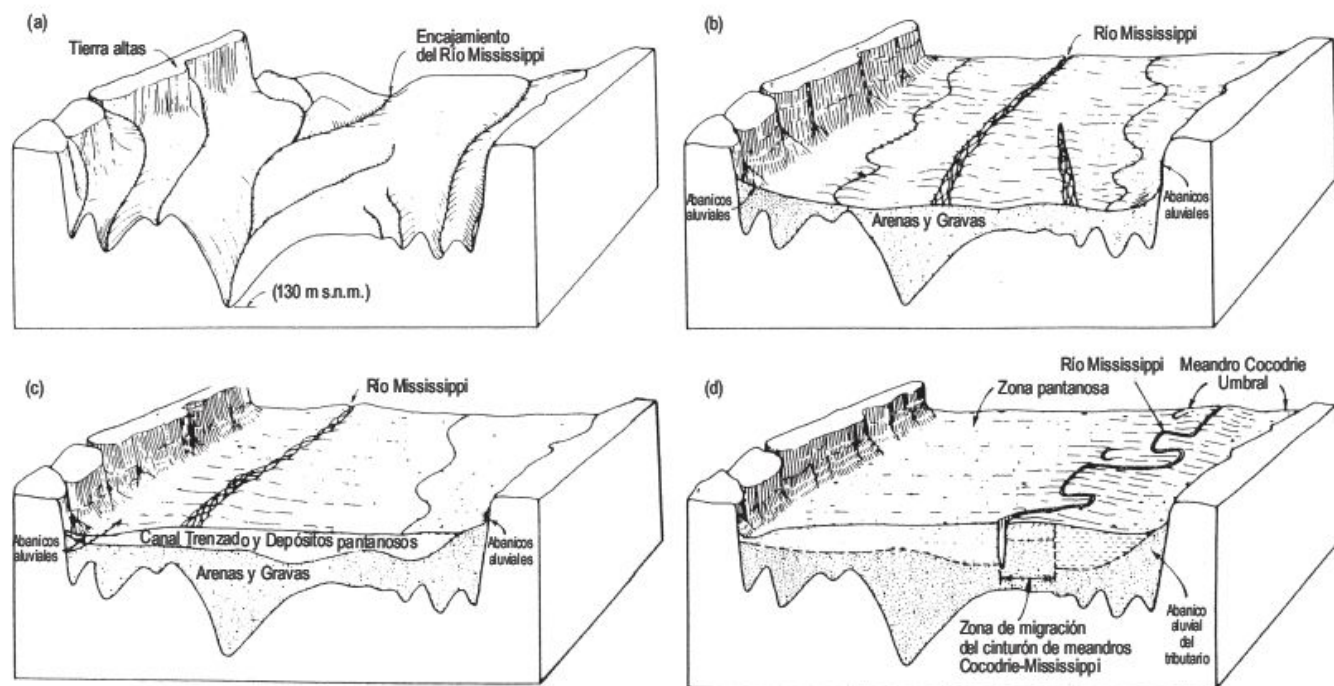 (a)
Tierra altas
Encajamiento
del Río Mississippi
(130 m s.n.m.)
(b)
Río Mississippi
Abanicos
aluviales
Arenas y Gravas
Abanicos
aluviales
(c)
Río Mississippi
Abanicos
aluviales
Canal Trenzado y Depósitos pantanosos
Arenas y Gravas
Abanicos
aluviales
(d)
Zona pantanosa
Río Mississippi
Meandro Cocodrie
Umbral
Zona de migración
del cinturón de meandros
Cocodrie-Mississippi
Abanico
aluvial
del
tributario